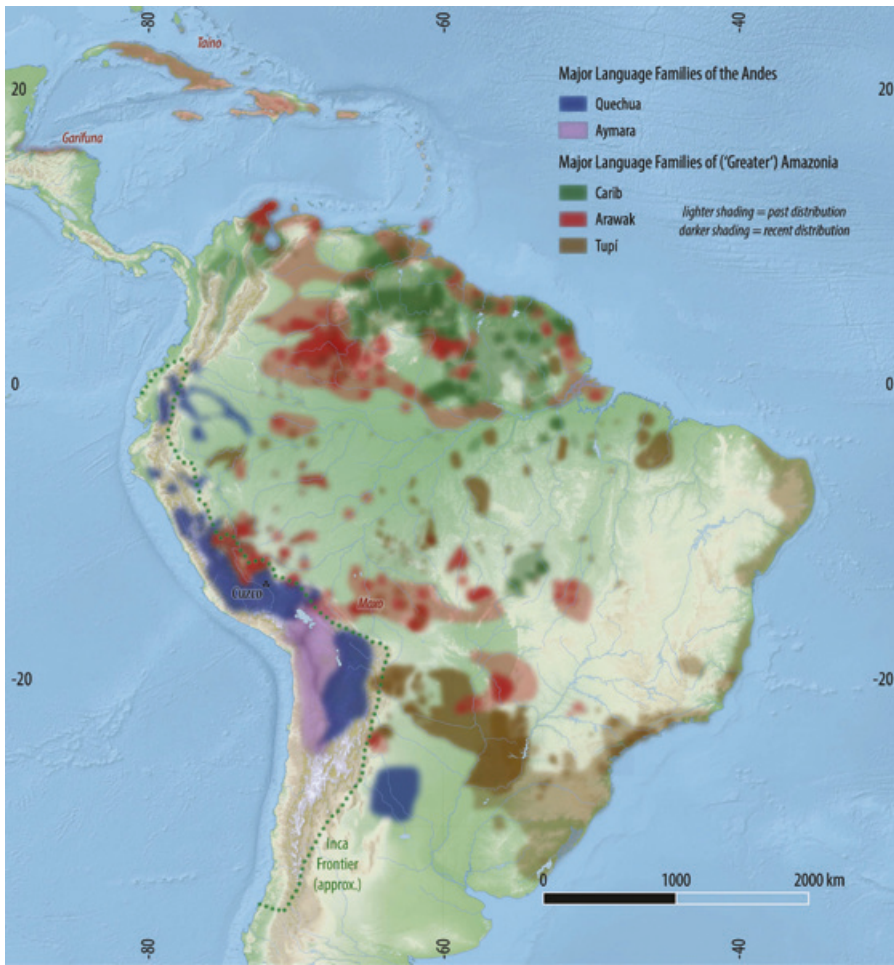 -80
-60
-40
Taino
20
20
Garifuna
Major Language Families of the Andes
Quechua
Aymara
Major Language Families of ('Greater') Amazonia
Carib
Arawak
Tupí
lighter shading = past distribution
darker shading = recent distribution
0
0
Cuzco
Moxo
-20
-20
Inca
Frontier
(approx.)
0
1000
2000 km
-80
-60
-40